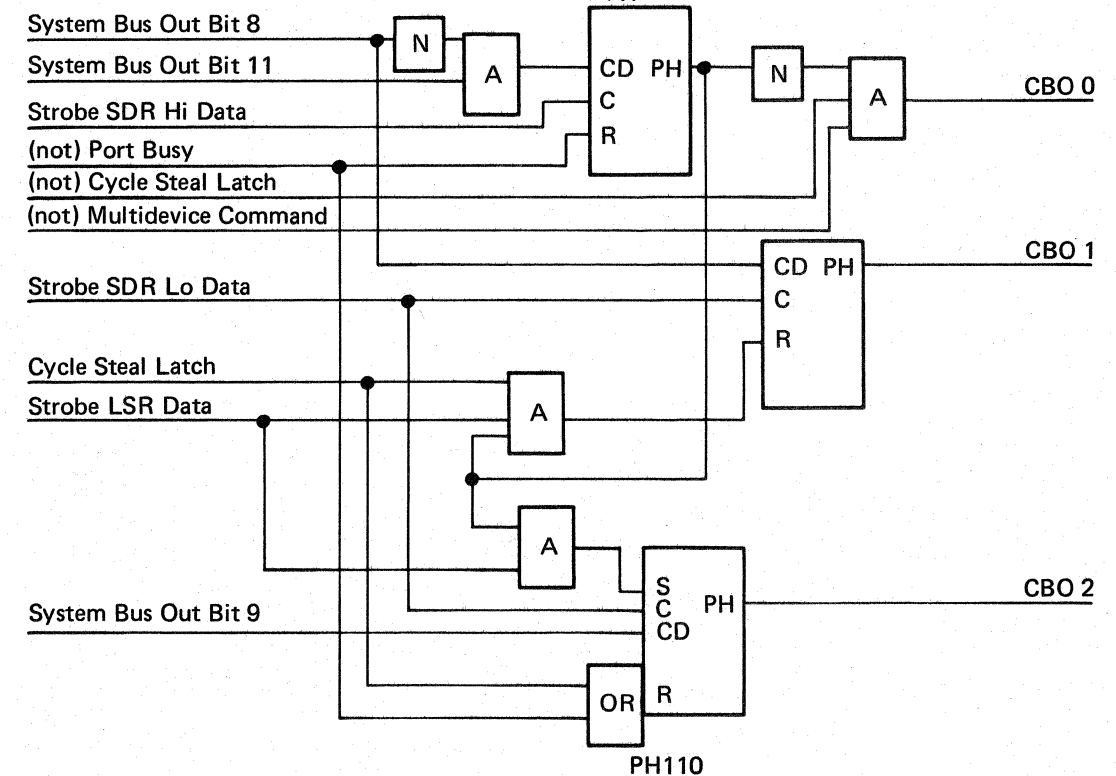 System Bus Out Bit 8
N
A
System Bus Out Bit 11
CD PH
N
A
CBO 0
C
Strobe SDR Hi Data
R
(not) Port Busy
(not) Cycle Steal Latch
(not) Multidevice Command
CBO 1
CD PH
Strobe SDR Lo Data
C
R
Cycle Steal Latch
Strobe LSR Data
A
A
S
C
PH
CBO 2
System Bus Out Bit 9
CD
OR
R
PH110